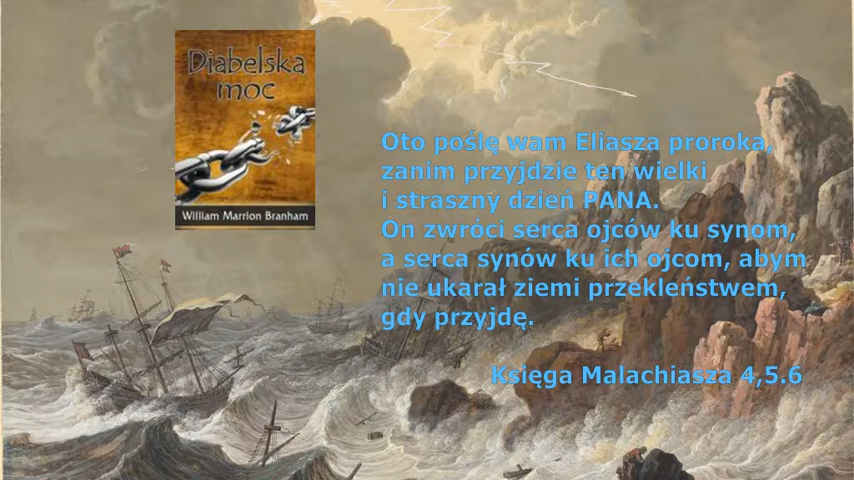 Diabelska
moc
William Marrion Branham
Oto poślę wam Eliasza proroka,
zanim przyjdzie ten wielki
i straszny dzień PANA.
On zwróci serca ojców ku synom,
a serca synów ku ich ojcom, abym
nie ukarał ziemi przekleństwem,
gdy przyjdę.
Księga Malachiasza 4,5.6